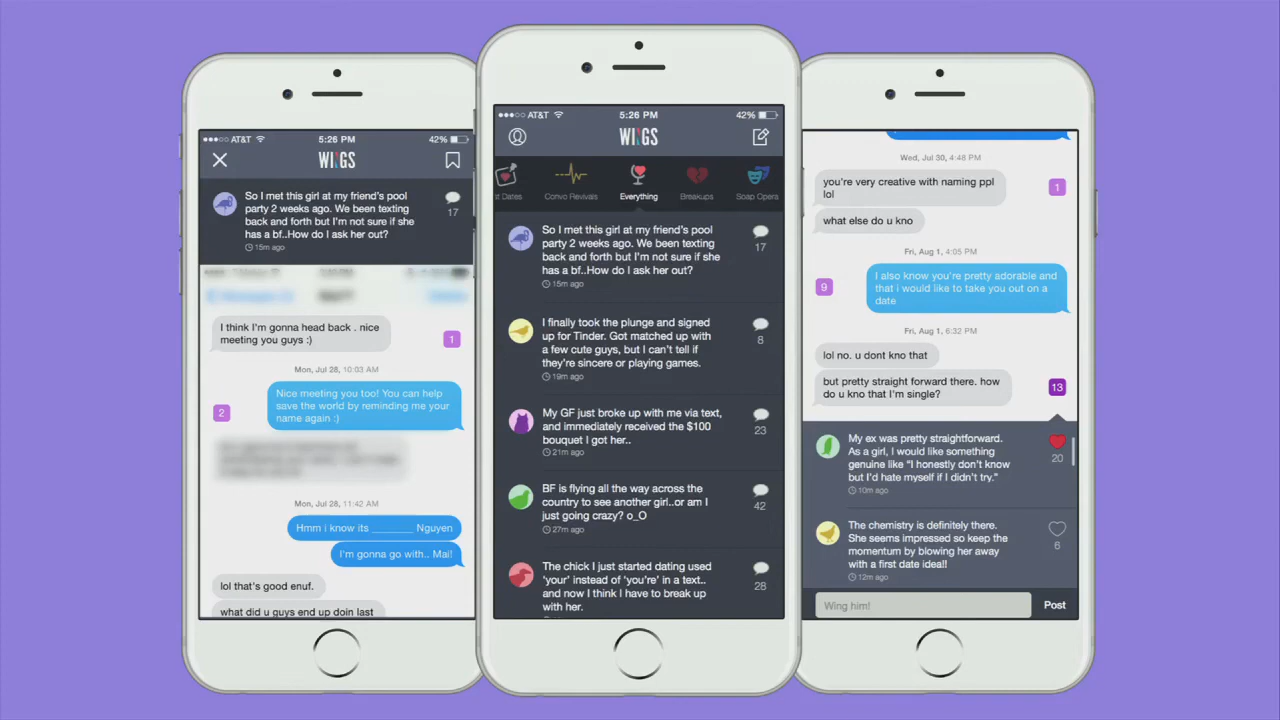 AT&T
5:26 PM
42%
WINGS
So I met this girl at my friend's pool
party 2 weeks ago. We been texting
back and forth but I'm not sure if she
has a bf..How do I ask her out?
15m ago
17
I think I'm gonna head back . nice
meeting you guys :)
1
Mon, Jul 28, 10:03 AM
Nice meeting you too! You can help
save the world by reminding me your
name again :)
2
Mon, Jul 28, 11:42 AM
Hmm i know its _______ Nguyen
I'm gonna go with.. Mai!
lol that's good enuf.
what did u guys end up doin last
AT&T
5:26 PM
42%
WINGS
t Dates
Convo Revivals
Everything
Breakups
Soap Opera
So I met this girl at my friend's pool
party 2 weeks ago. We been texting
back and forth but I'm not sure if she
has a bf..How do I ask her out?
15m ago
17
I finally took the plunge and signed
up for Tinder. Got matched up with
a few cute guys, but I can't tell if
they're sincere or playing games.
19m ago
8
My GF just broke up with me via text,
and immediately received the $100
bouquet I got her..
21m ago
23
BF is flying all the way across the
country to see another girl..or am I
just going crazy? o_O
27m ago
42
The chick I just started dating used
'your' instead of 'you're' in a text..
and now I think I have to break up
with her.
28
Wed, Jul 30, 4:48 PM
you're very creative with naming ppl
lol
1
what else do u kno
Fri, Aug 1, 4:05 PM
I also know you're pretty adorable and
that i would like to take you out on a
date
9
Fri, Aug 1, 6:32 PM
lol no. u dont kno that
but pretty straight forward there. how
do u kno that I'm single?
13
My ex was pretty straightforward.
As a girl, I would like something
genuine like "I honestly don't know
but I'd hate myself if I didn't try."
10m ago
20
The chemistry is definitely there.
She seems impressed so keep the
momentum by blowing her away
with a first date idea!!
12m ago
6
Wing him!
Post